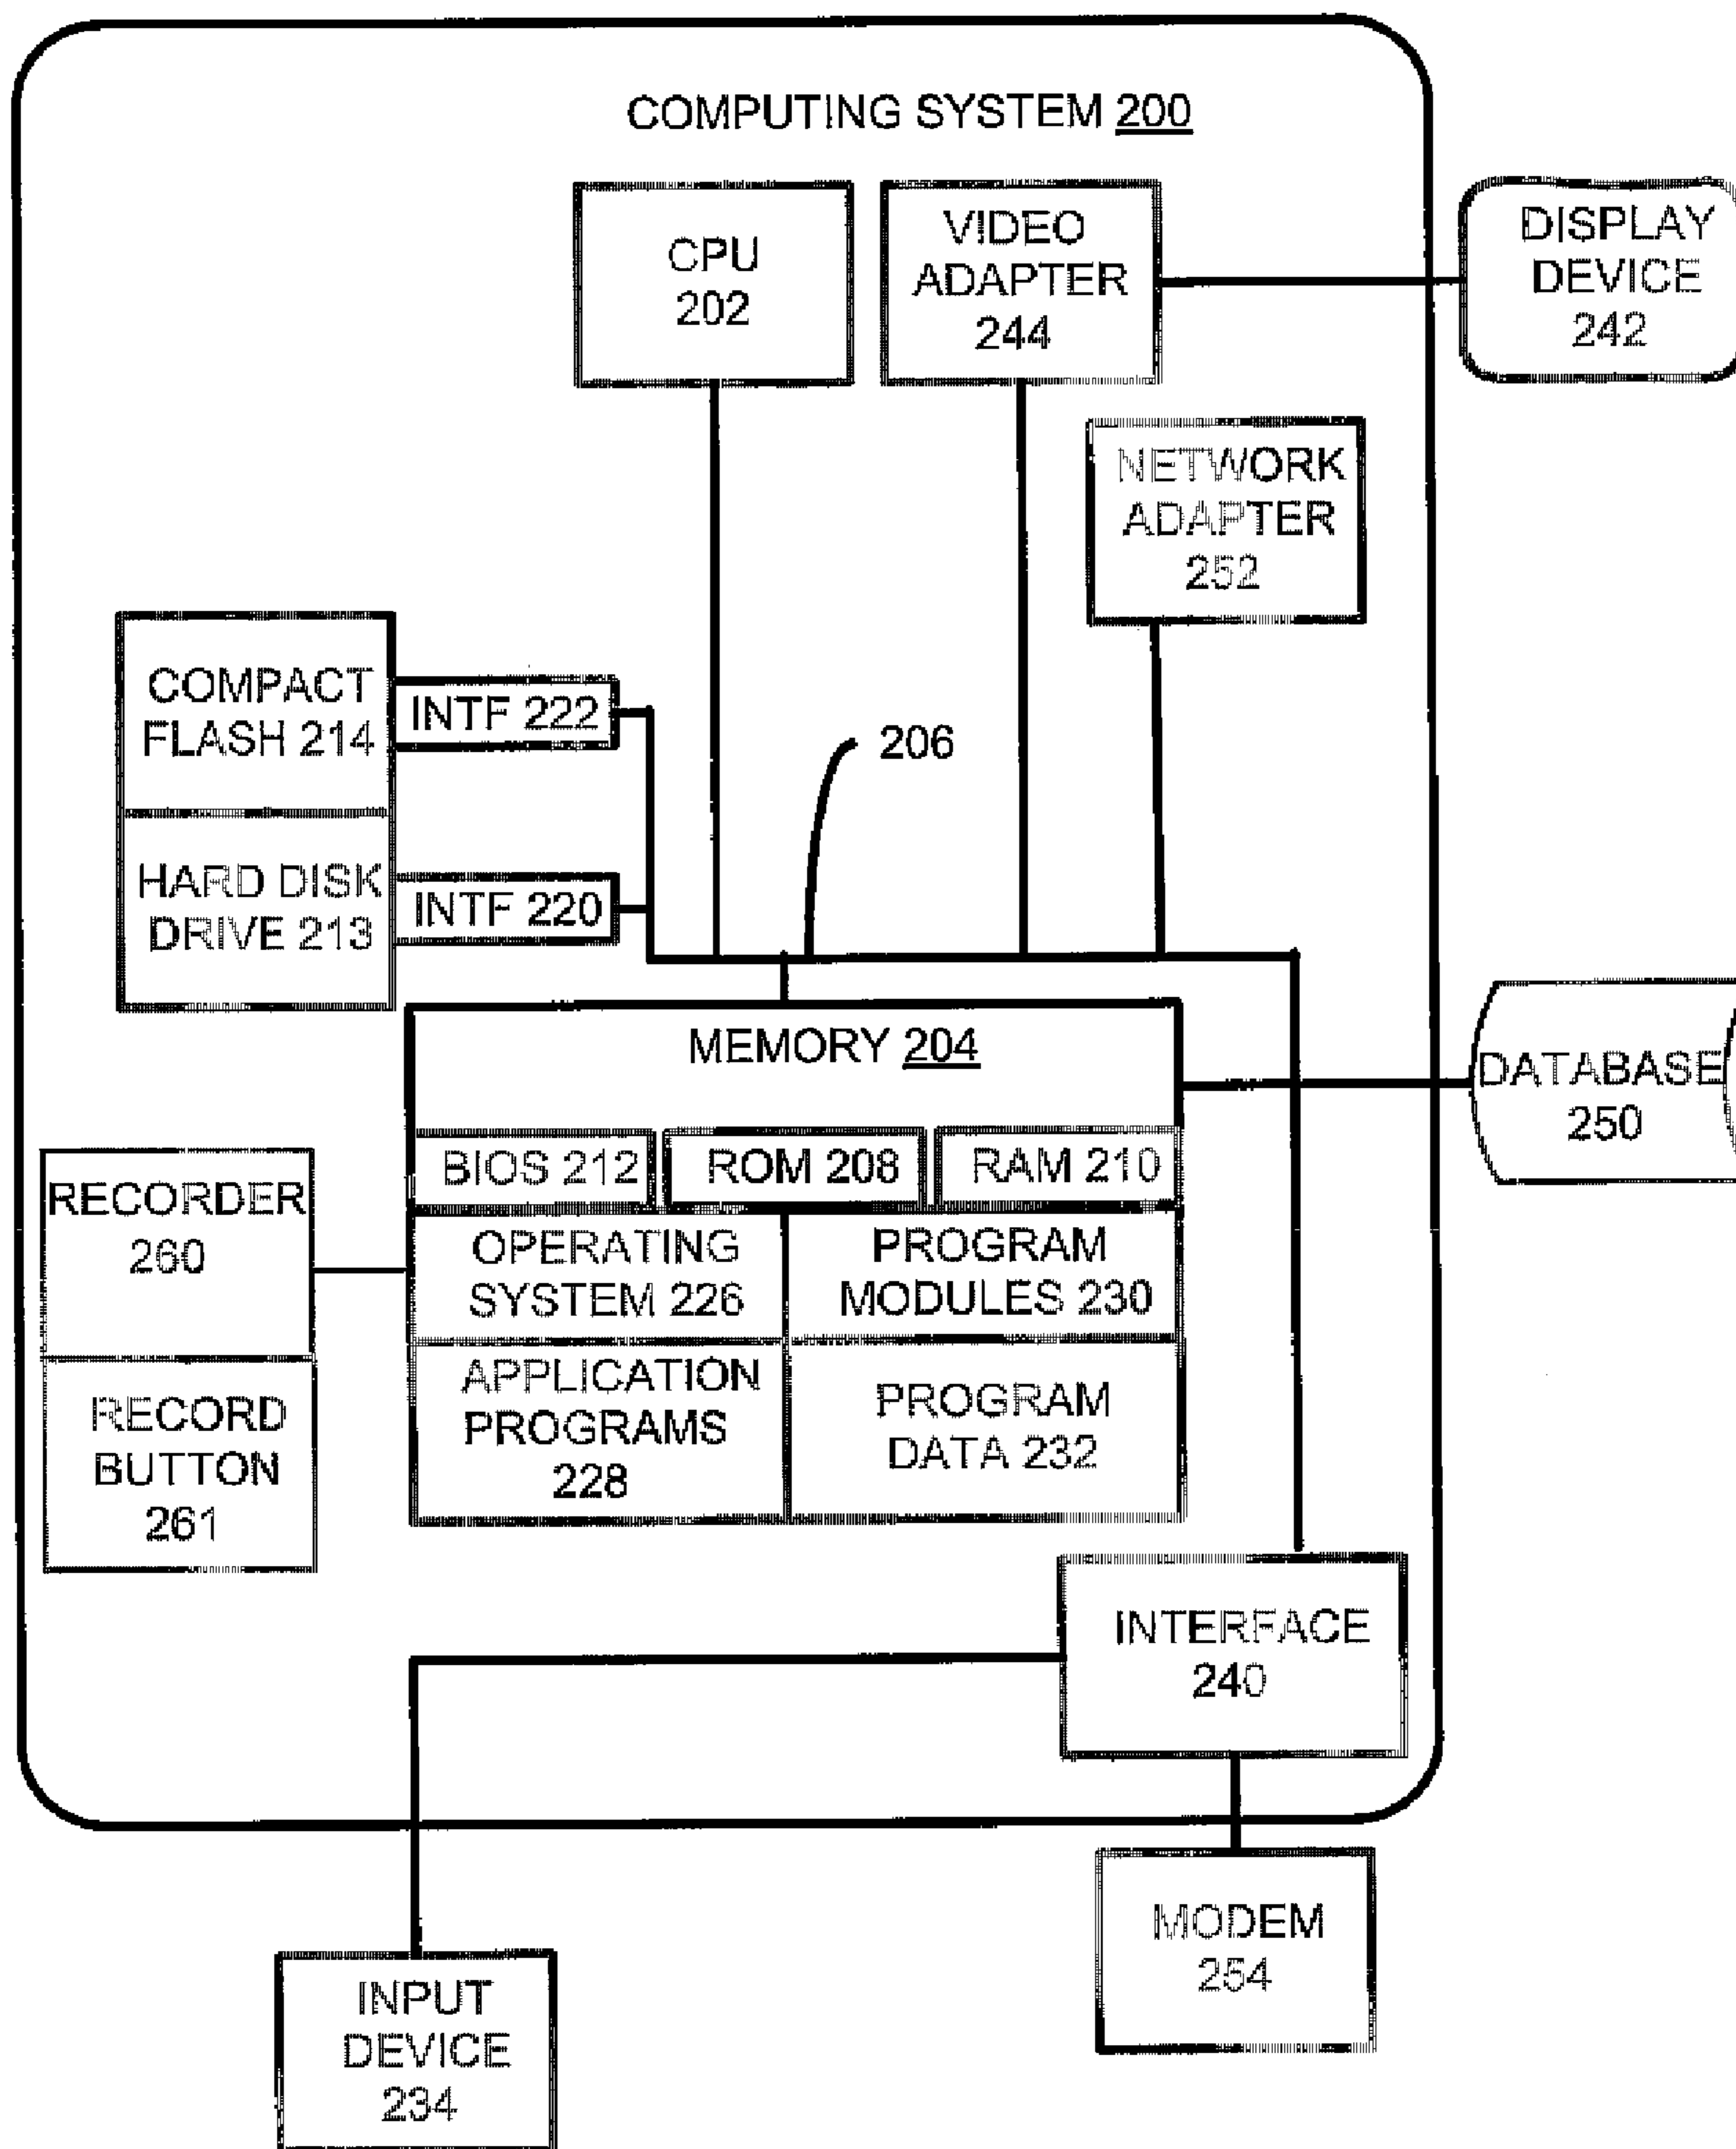 COMPUTING SYSTEM 200
CPU
202
VIDEO
ADAPTER
244
DISPLAY
DEVICE
242
NETWORK
ADAPTER
252
COMPACT
FLASH 214
INTF 222
206
HARD DISK
DRIVE 213
INTF 220
MEMORY 204
DATABASE
250
BIOS 212
ROM 208
RAM 210
RECORDER
260
OPERATING
SYSTEM 226
PROGRAM
MODULES 230
RECORD
BUTTON
261
APPLICATION
PROGRAMS
228
PROGRAM
DATA 232
INTERFACE
240
MODEM
254
INPUT
DEVICE
234